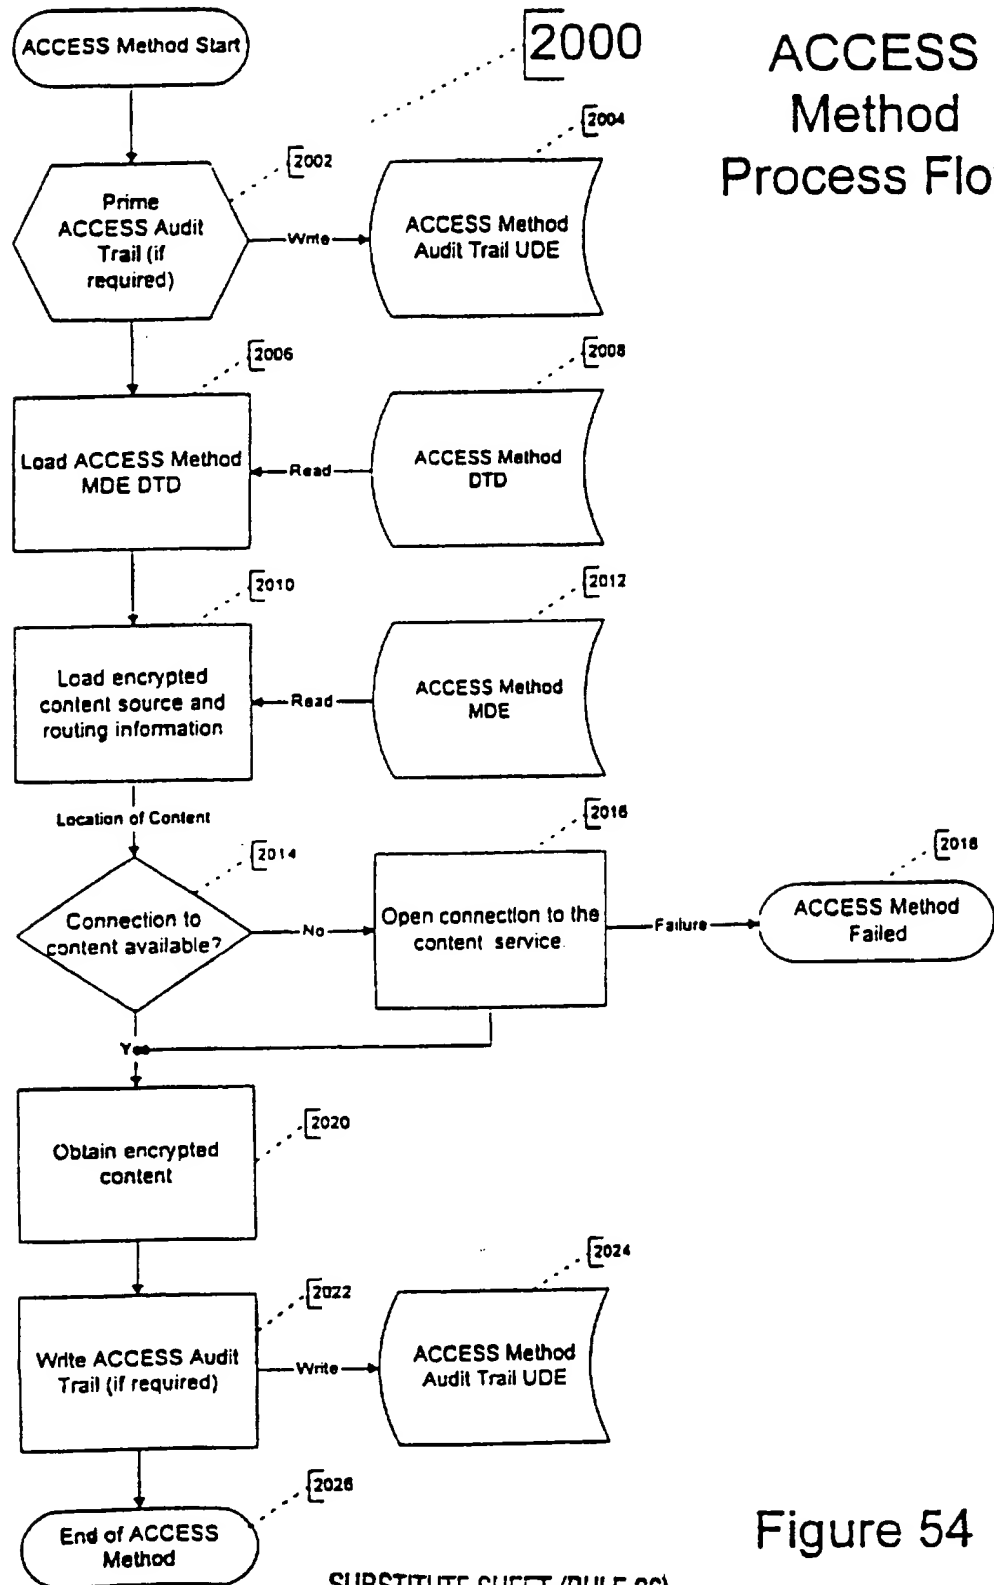 ACCESS Method Start
2000
ACCESS
Method
Process Flo
2002
2004
Prime
ACCESS Audit
Trail (if
required)
Write
ACCESS Method
Audit Trail UDE
2006
2008
Load ACCESS Method
MDE DTD
Read
ACCESS Method
DTD
2010
2012
Load encrypted
content source and
routing information
Read
ACCESS Method
MDE
Location of Content
2014
2016
2018
Connection to
content available?
No
Open connection to the
content service.
Failure
ACCESS Method
Failed
Y
2020
Obtain encrypted
content
2022
2024
Write ACCESS Audit
Trail (if required)
Write
ACCESS Method
Audit Trail UDE
2026
End of ACCESS
Method
Figure 54
SUBSTITUTE SHEET (RULE 26)